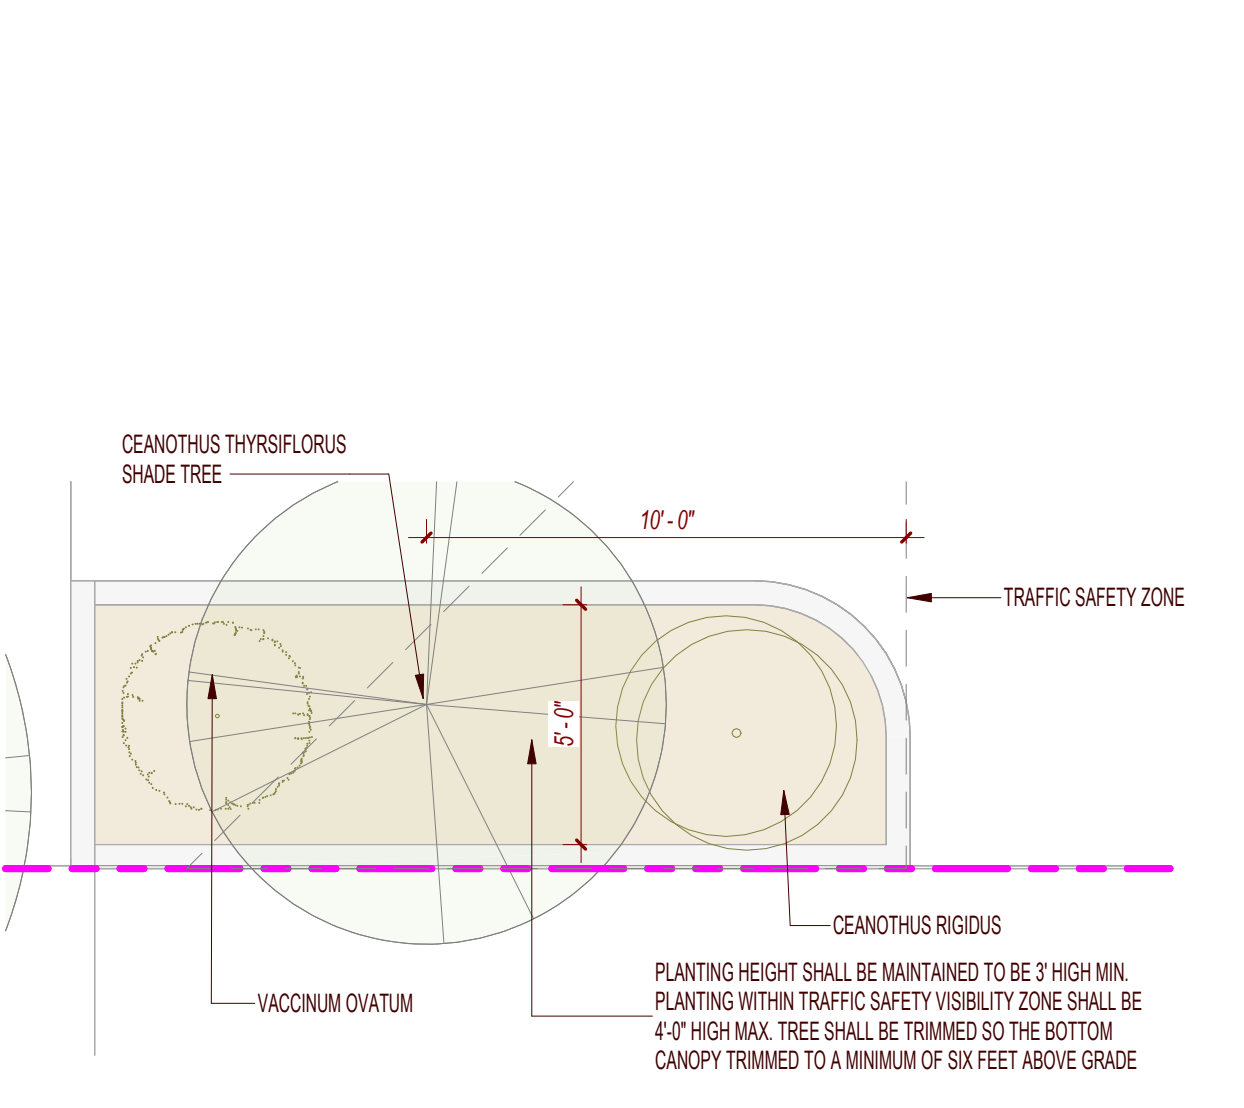 CEANOTHUS THYRSIFLORUS
SHADE TREE
10' - 0"
TRAFFIC SAFETY ZONE
5' - 0"
CEANOTHUS RIGIDUS
VACCINUM OVATUM
PLANTING HEIGHT SHALL BE MAINTAINED TO BE 3' HIGH MIN.
PLANTING WITHIN TRAFFIC SAFETY VISIBILITY ZONE SHALL BE
4'-0" HIGH MAX. TREE SHALL BE TRIMMED SO THE BOTTOM
CANOPY TRIMMED TO A MINIMUM OF SIX FEET ABOVE GRADE